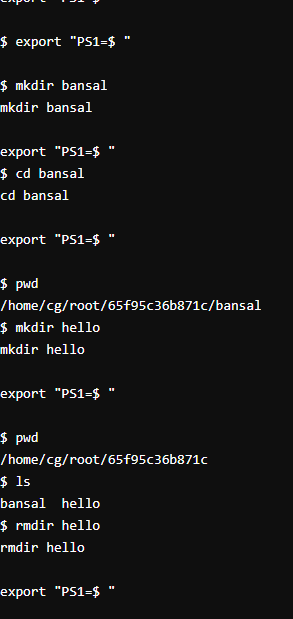 export "PS1=$ "
$ export "PS1=$ "
$ mkdir bansal
mkdir bansal
export "PS1=$ "
$ cd bansal
cd bansal
export "PS1=$ "
$ pwd
/home/cg/root/65f95c36b871c/bansal
$ mkdir hello
mkdir hello
export "PS1=$ "
$ pwd
/home/cg/root/65f95c36b871c
$ ls
bansal  hello
$ rmdir hello
rmdir hello
export "PS1=$ "